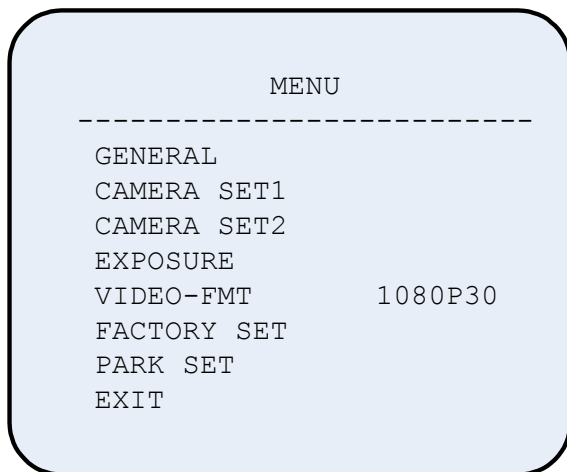 MENU
--------------------------
GENERAL
CAMERA SET1
CAMERA SET2
EXPOSURE
VIDEO-FMT 1080P30
FACTORY SET
PARK SET
EXIT